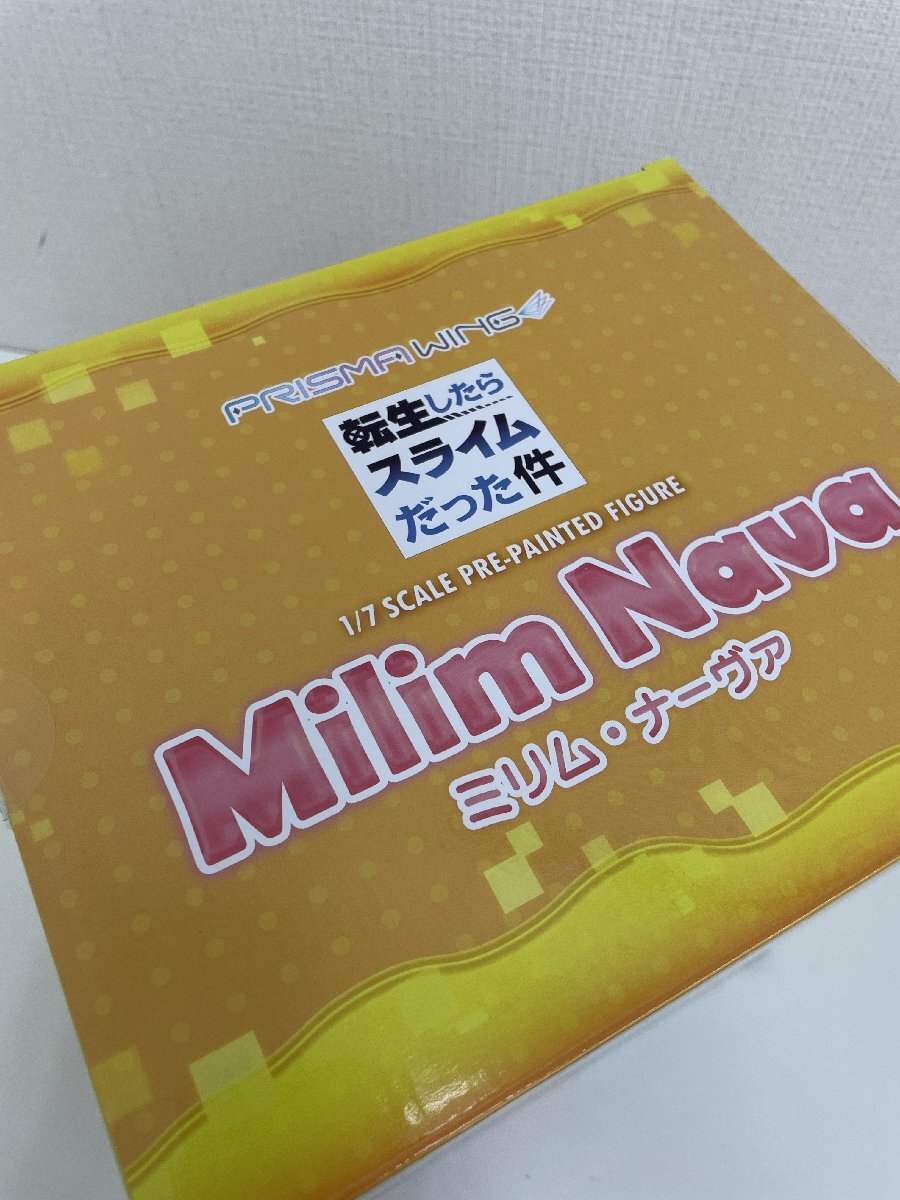 PRISMA WING
転生したら
スライム
だった件
1/7 SCALE PRE-PAINTED FIGURE
Milim Nava
ミリム・ナーヴァ